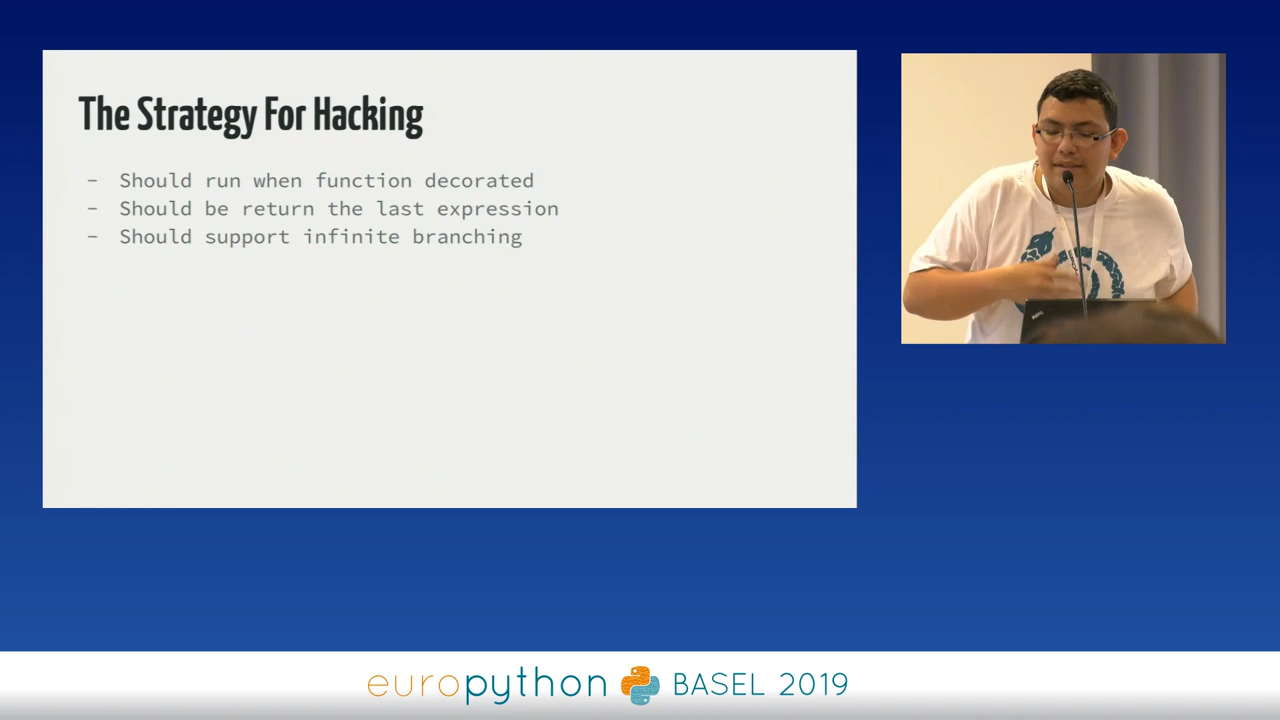 The Strategy For Hacking
- Should run when function decorated
- Should be return the last expression
- Should support infinite branching
europython BASEL 2019